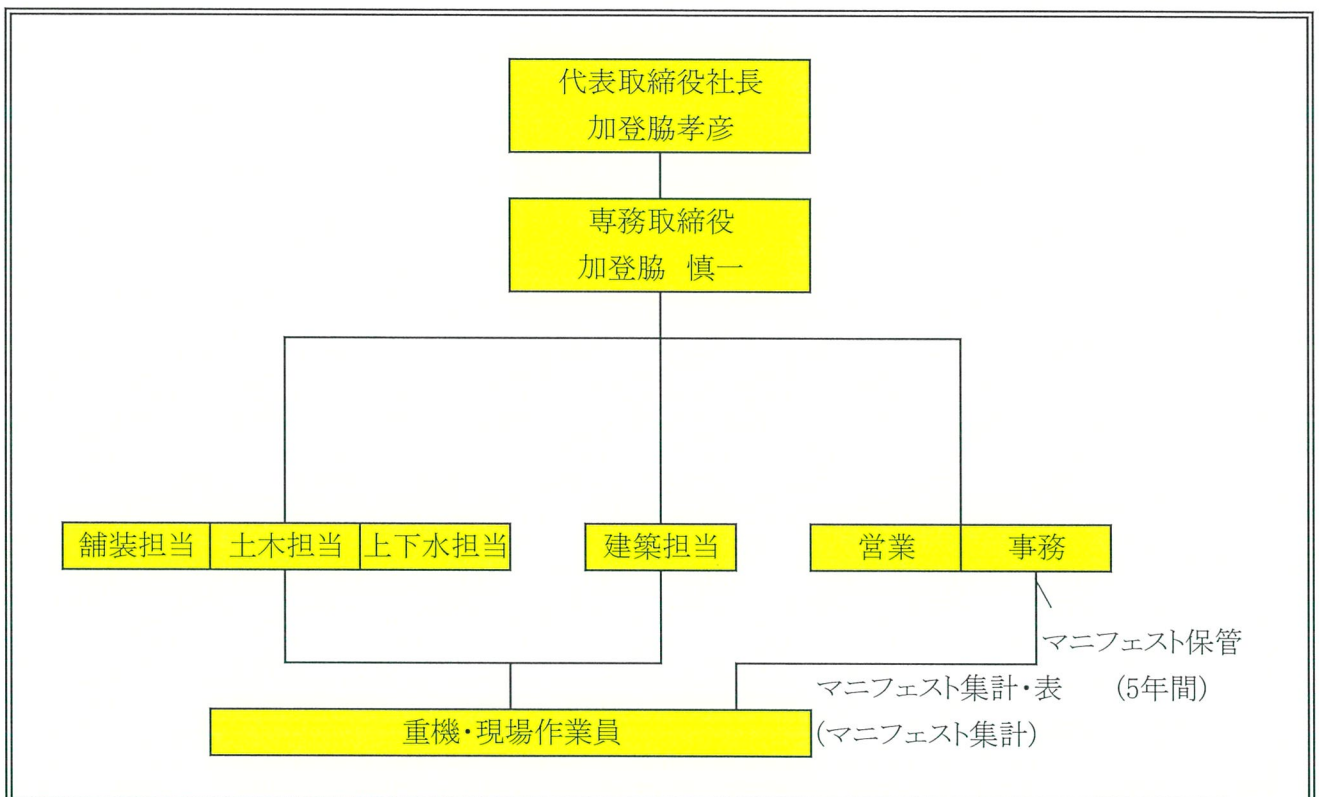 代表取締役社長
加登脇孝彦
専務取締役
加登脇 慎一
舗装担当 土木担当 上下水担当 建築担当 営業 事務
マニフェスト保管
マニフェスト集計・表 (5年間)
重機・現場作業員 (マニフェスト集計)